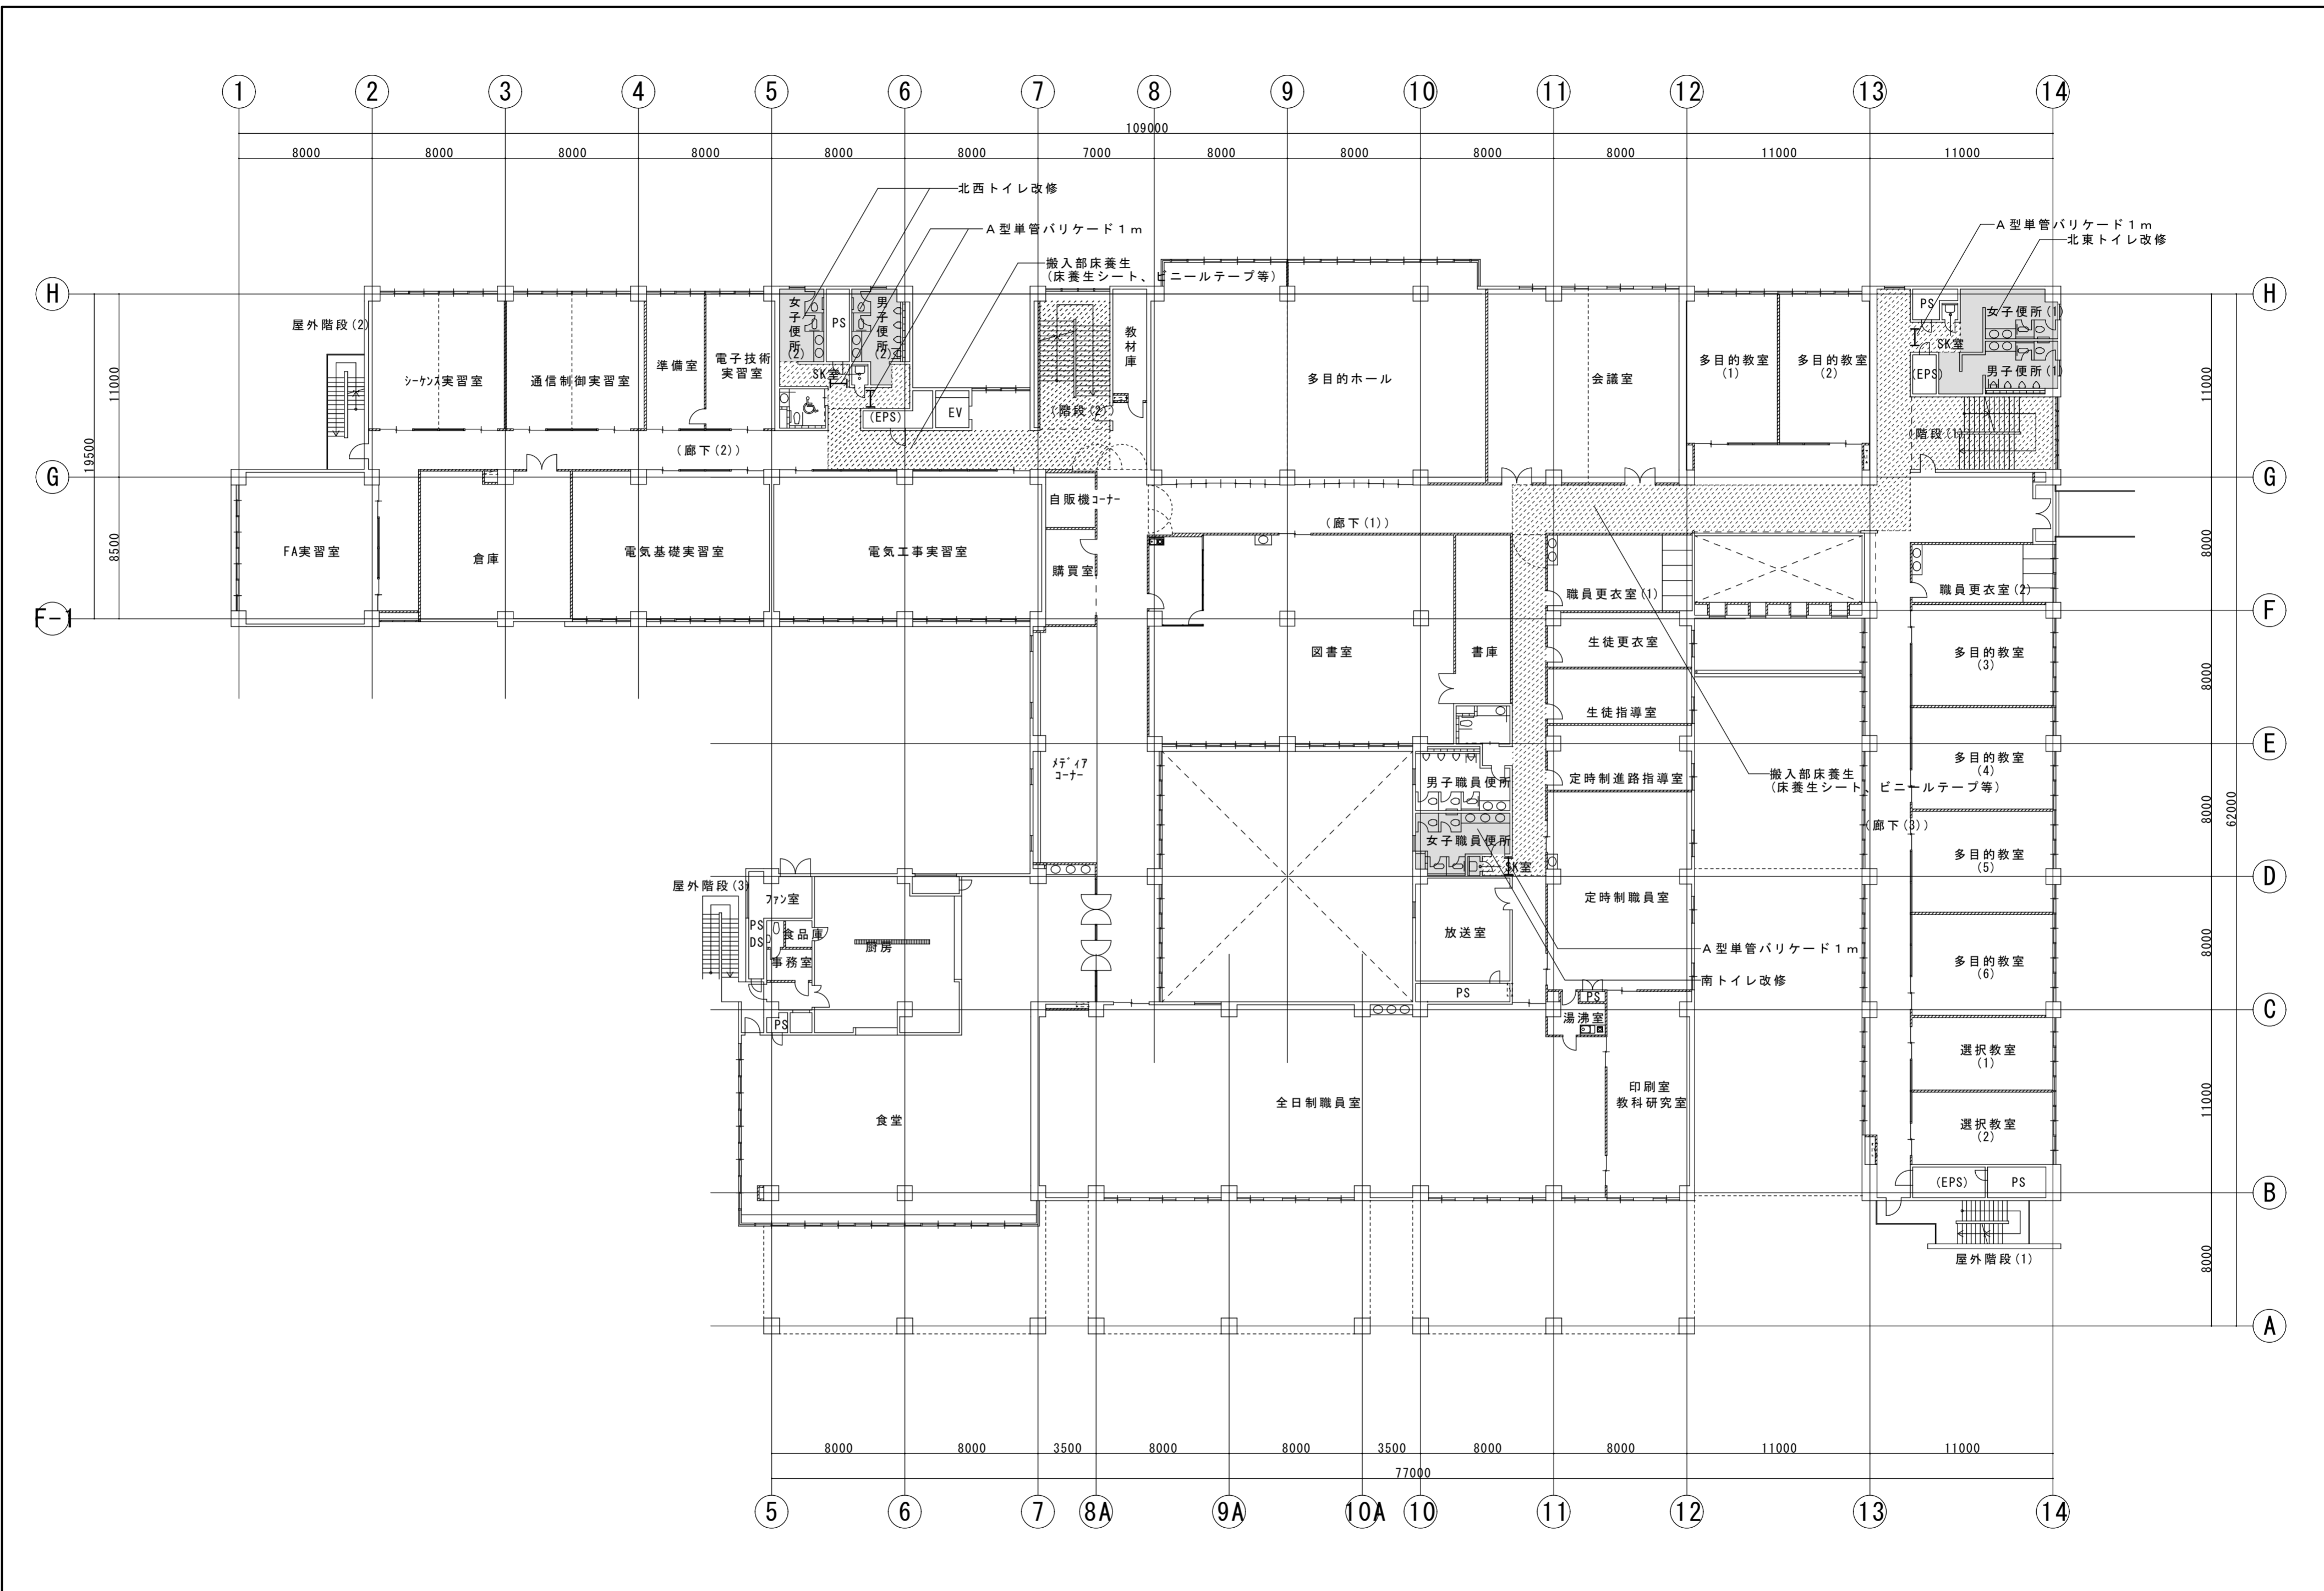 1 2 3 4 5 6 7 8 9 10 11 12 13 14
109000
8000 8000 8000 8000 8000 8000 7000 8000 8000 8000 8000 11000 11000
北西トイレ改修
A型単管バリケード1m
搬入部床養生
(床養生シート、ビニールテープ等)
A型単管バリケード1m
北東トイレ改修
H
H
屋外階段(2)
シーケンス実習室
通信制御実習室
準備室
電子技術
実習室
女子便所
(2)
PS
男子便所
(2)
SK室
(EPS)
EV
階段(2)
教材庫
多目的ホール
会議室
多目的教室
(1)
多目的教室
(2)
PS
女子便所(1)
SK室
(EPS)
男子便所(1)
階段(1)
11000
19500
8500
11000
G
G
(廊下(2))
FA実習室
倉庫
電気基礎実習室
電気工事実習室
自販機コーナー
購買室
(廊下(1))
職員更衣室(1)
職員更衣室(2)
8000
F-1
F
図書室
書庫
生徒更衣室
生徒指導室
多目的教室
(3)
8000
E
メディア
コーナー
男子職員便所
定時制進路指導室
搬入部床養生
(床養生シート、ビニールテープ等)
多目的教室
(4)
8000
62000
女子職員便所
SK室
(廊下(3))
多目的教室
(5)
D
屋外階段(3)
ファン室
PS
DS
食品庫
事務室
厨房
PS
定時制職員室
放送室
PS
A型単管バリケード1m
南トイレ改修
多目的教室
(6)
8000
C
PS
湯沸室
選択教室
(1)
選択教室
(2)
11000
食堂
全日制職員室
印刷室
教科研究室
(EPS)
PS
B
屋外階段(1)
8000
A
8000 8000 3500 8000 8000 3500 8000 8000 11000 11000
77000
5 6 7 8A 9A 10A 10 11 12 13 14